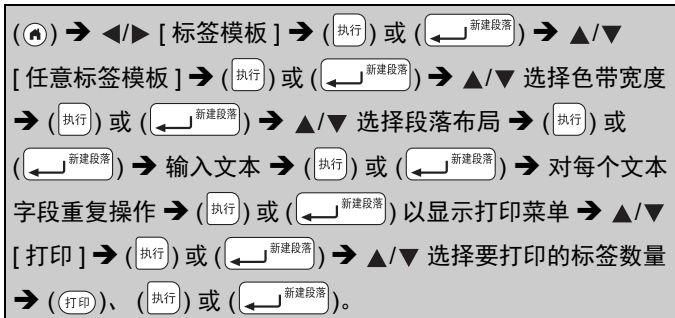 (🏠) ➔ ◀/▶ [ 标签模板 ] ➔ (执行) 或 (新建段落) ➔ ▲/▼
[ 任意标签模板 ] ➔ (执行) 或 (新建段落) ➔ ▲/▼ 选择色带宽度
➔ (执行) 或 (新建段落) ➔ ▲/▼ 选择段落布局 ➔ (执行) 或
(新建段落) ➔ 输入文本 ➔ (执行) 或 (新建段落) ➔ 对每个文本
字段重复操作 ➔ (执行) 或 (新建段落) 以显示打印菜单 ➔ ▲/▼
[ 打印 ] ➔ (执行) 或 (新建段落) ➔ ▲/▼ 选择要打印的标签数量
➔ (打印)、 (执行) 或 (新建段落)。